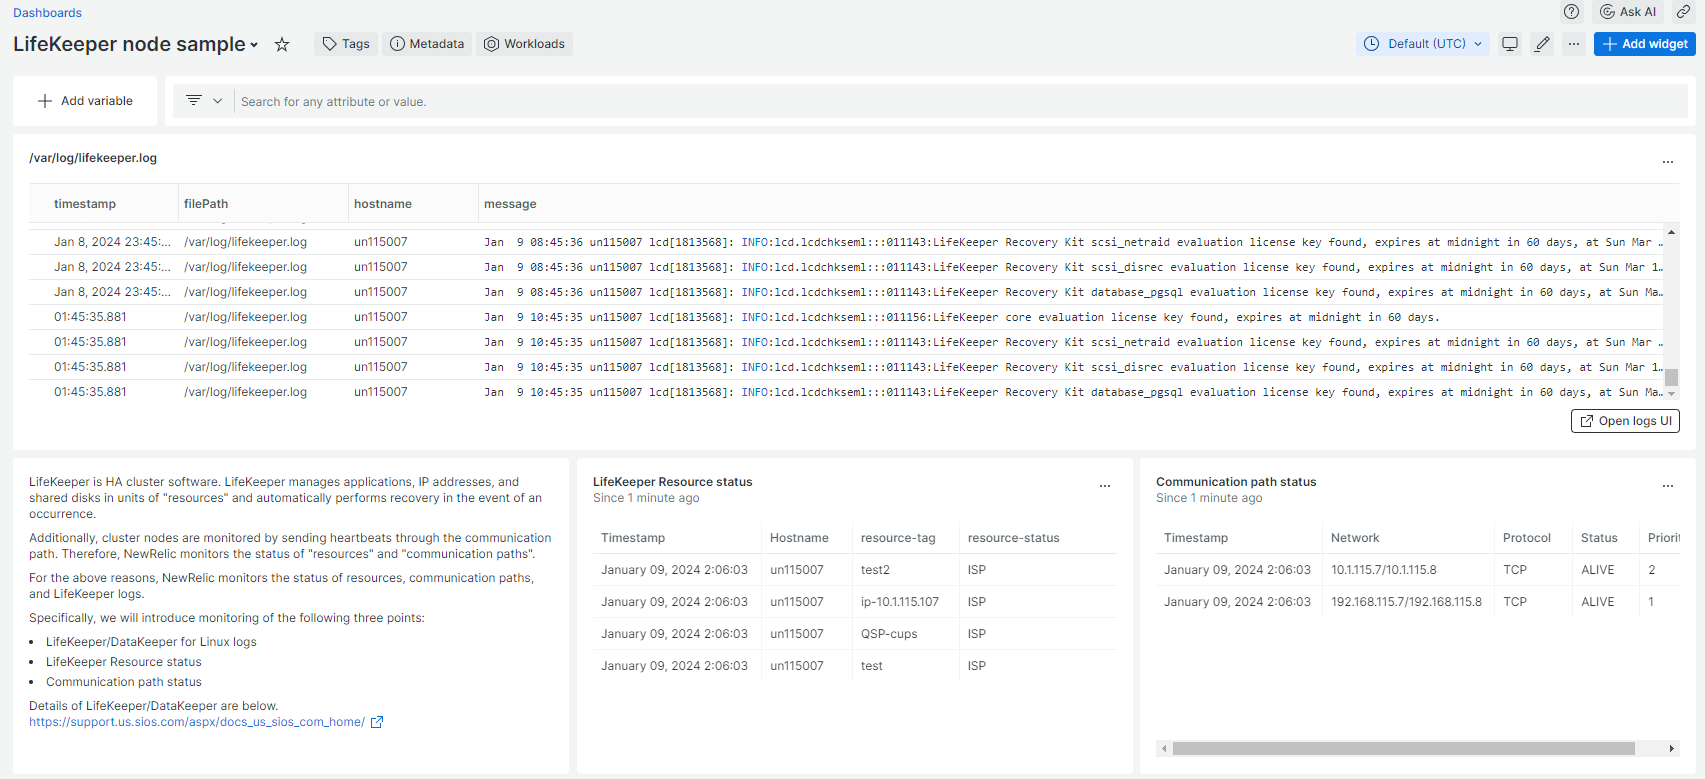 Dashboards
Ask AI
LifeKeeper node sample
Tags
Metadata
Workloads
Default (UTC)
Add widget
Add variable
Search for any attribute or value.
/var/log/lifekeeper.log
timestamp filePath hostname message
Jan 8, 2024 23:45:... /var/log/lifekeeper.log un115007 Jan  9 08:45:36 un115007 lcd[1813568]: INFO:lcd.lcdchkseml:::011143:LifeKeeper Recovery Kit scsi_netraid evaluation license key found, expires at midnight in 60 days, at Sun Mar …
Jan 8, 2024 23:45:... /var/log/lifekeeper.log un115007 Jan  9 08:45:36 un115007 lcd[1813568]: INFO:lcd.lcdchkseml:::011143:LifeKeeper Recovery Kit scsi_disrec evaluation license key found, expires at midnight in 60 days, at Sun Mar 1…
Jan 8, 2024 23:45:... /var/log/lifekeeper.log un115007 Jan  9 08:45:36 un115007 lcd[1813568]: INFO:lcd.lcdchkseml:::011143:LifeKeeper Recovery Kit database_pgsql evaluation license key found, expires at midnight in 60 days, at Sun Ma…
01:45:35.881 /var/log/lifekeeper.log un115007 Jan  9 10:45:35 un115007 lcd[1813568]: INFO:lcd.lcdchkseml:::011156:LifeKeeper core evaluation license key found, expires at midnight in 60 days.
01:45:35.881 /var/log/lifekeeper.log un115007 Jan  9 10:45:35 un115007 lcd[1813568]: INFO:lcd.lcdchkseml:::011143:LifeKeeper Recovery Kit scsi_netraid evaluation license key found, expires at midnight in 60 days, at Sun Mar …
01:45:35.881 /var/log/lifekeeper.log un115007 Jan  9 10:45:35 un115007 lcd[1813568]: INFO:lcd.lcdchkseml:::011143:LifeKeeper Recovery Kit scsi_disrec evaluation license key found, expires at midnight in 60 days, at Sun Mar 1…
01:45:35.881 /var/log/lifekeeper.log un115007 Jan  9 10:45:35 un115007 lcd[1813568]: INFO:lcd.lcdchkseml:::011143:LifeKeeper Recovery Kit database_pgsql evaluation license key found, expires at midnight in 60 days, at Sun Ma…
Open logs UI
LifeKeeper is HA cluster software. LifeKeeper manages applications, IP addresses, and
shared disks in units of "resources" and automatically performs recovery in the event of an
occurrence.
Additionally, cluster nodes are monitored by sending heartbeats through the communication
path. Therefore, NewRelic monitors the status of "resources" and "communication paths".
For the above reasons, NewRelic monitors the status of resources, communication paths,
and LifeKeeper logs.
Specifically, we will introduce monitoring of the following three points:
• LifeKeeper/DataKeeper for Linux logs
• LifeKeeper Resource status
• Communication path status
Details of LifeKeeper/DataKeeper are below.
https://support.us.sios.com/aspx/docs_us_sios_com_home/
LifeKeeper Resource status
Since 1 minute ago
Timestamp Hostname resource-tag resource-status
January 09, 2024 2:06:03 un115007 test2 ISP
January 09, 2024 2:06:03 un115007 ip-10.1.115.107 ISP
January 09, 2024 2:06:03 un115007 QSP-cups ISP
January 09, 2024 2:06:03 un115007 test ISP
Communication path status
Since 1 minute ago
Timestamp Network Protocol Status Priorit
January 09, 2024 2:06:03 10.1.115.7/10.1.115.8 TCP ALIVE 2
January 09, 2024 2:06:03 192.168.115.7/192.168.115.8 TCP ALIVE 1